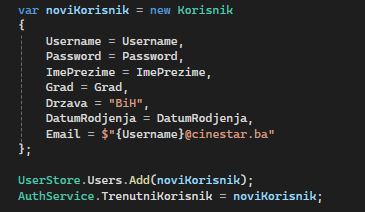 var noviKorisnik = new Korisnik
{
    Username = Username,
    Password = Password,
    ImePrezime = ImePrezime,
    Grad = Grad,
    Drzava = "BiH",
    DatumRodjenja = DatumRodjenja,
    Email = $"{Username}@cinestar.ba"
};

UserStore.Users.Add(noviKorisnik);
AuthService.TrenutniKorisnik = noviKorisnik;